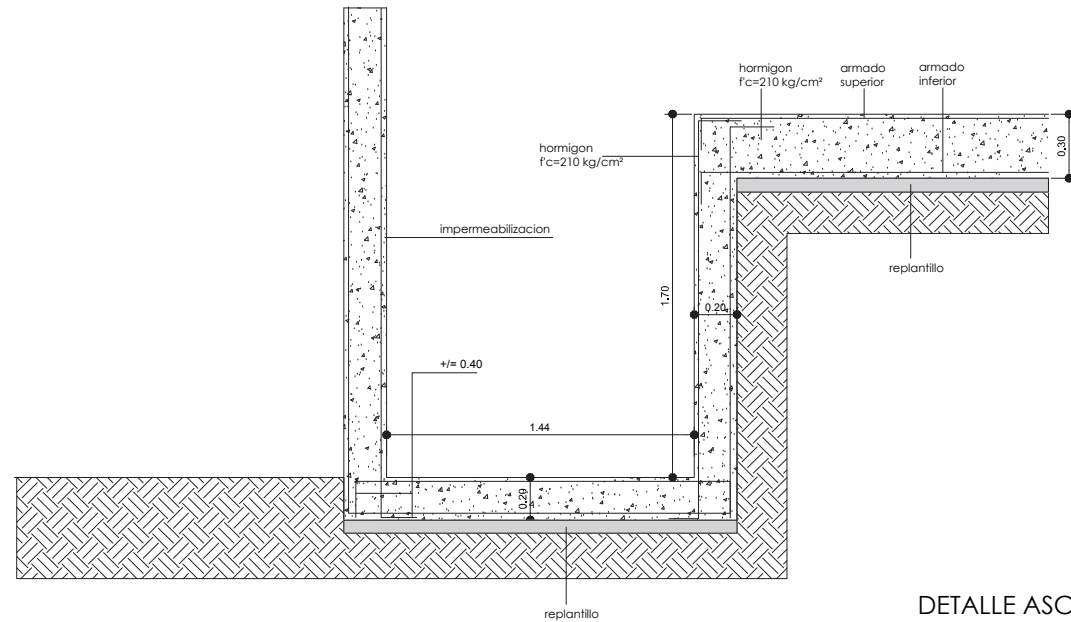 hormigon
f'c=210 kg/cm²
armado
superior
armado
inferior
0.30
hormigon
f'c=210 kg/cm²
impermeabilizacion
replantillo
1.70
0.20
+/= 0.40
1.44
0.20
replantillo
DETALLE ASC